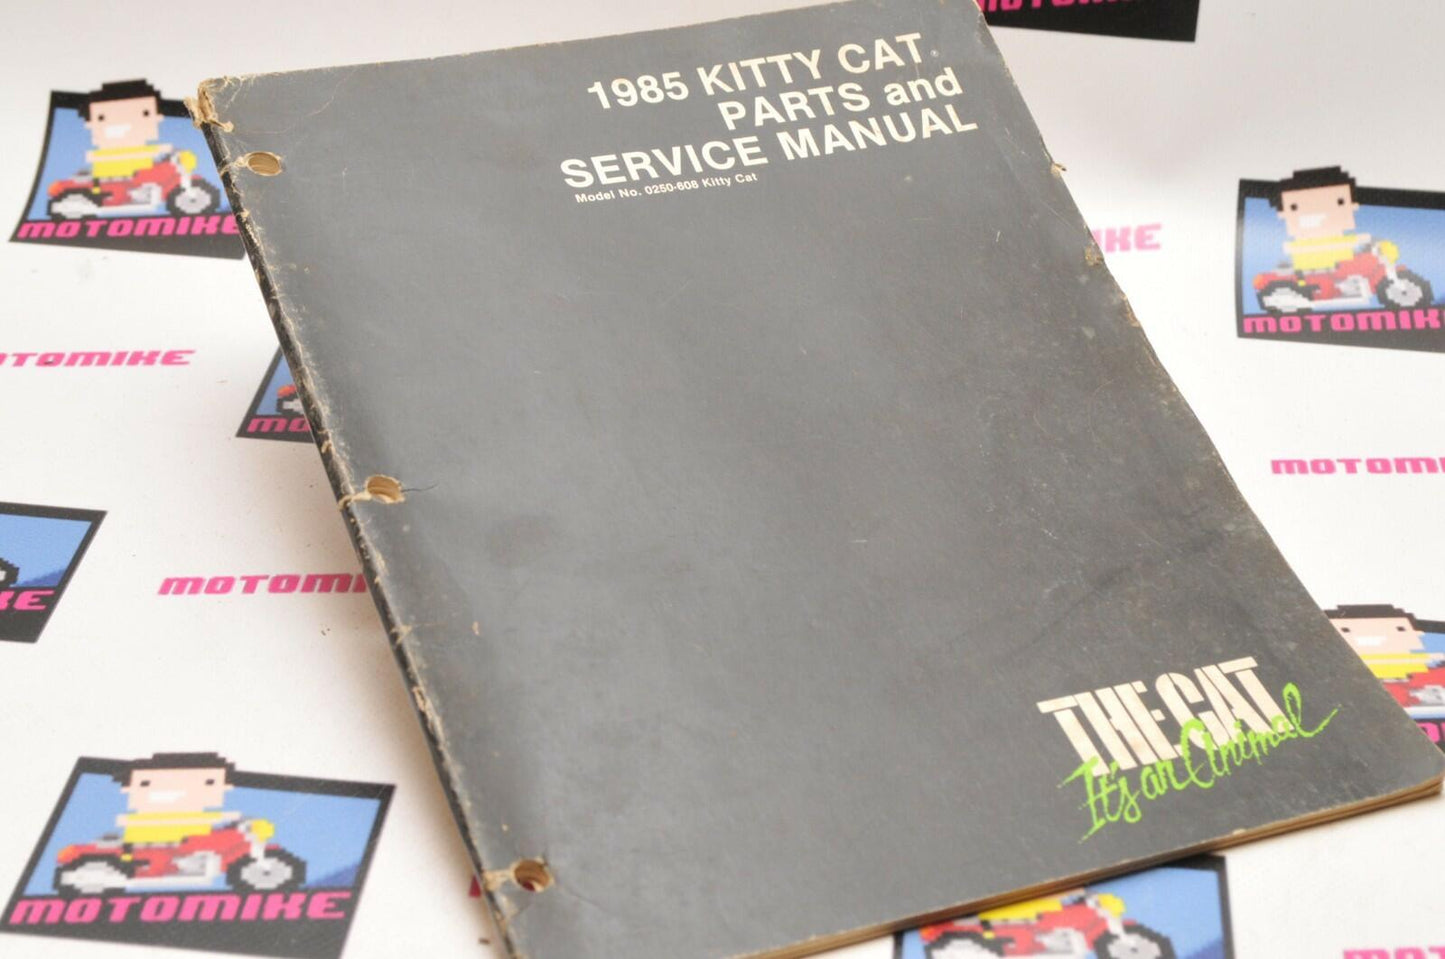 1985 KITTY CAT®
PARTS and
SERVICE MANUAL
Model No. 0250-608 Kitty Cat
THE CAT
It's an Animal
MOTOMIKE
MOTOMIKE
MOTOMIKE
MOTOMIKE
MOTOMIKE